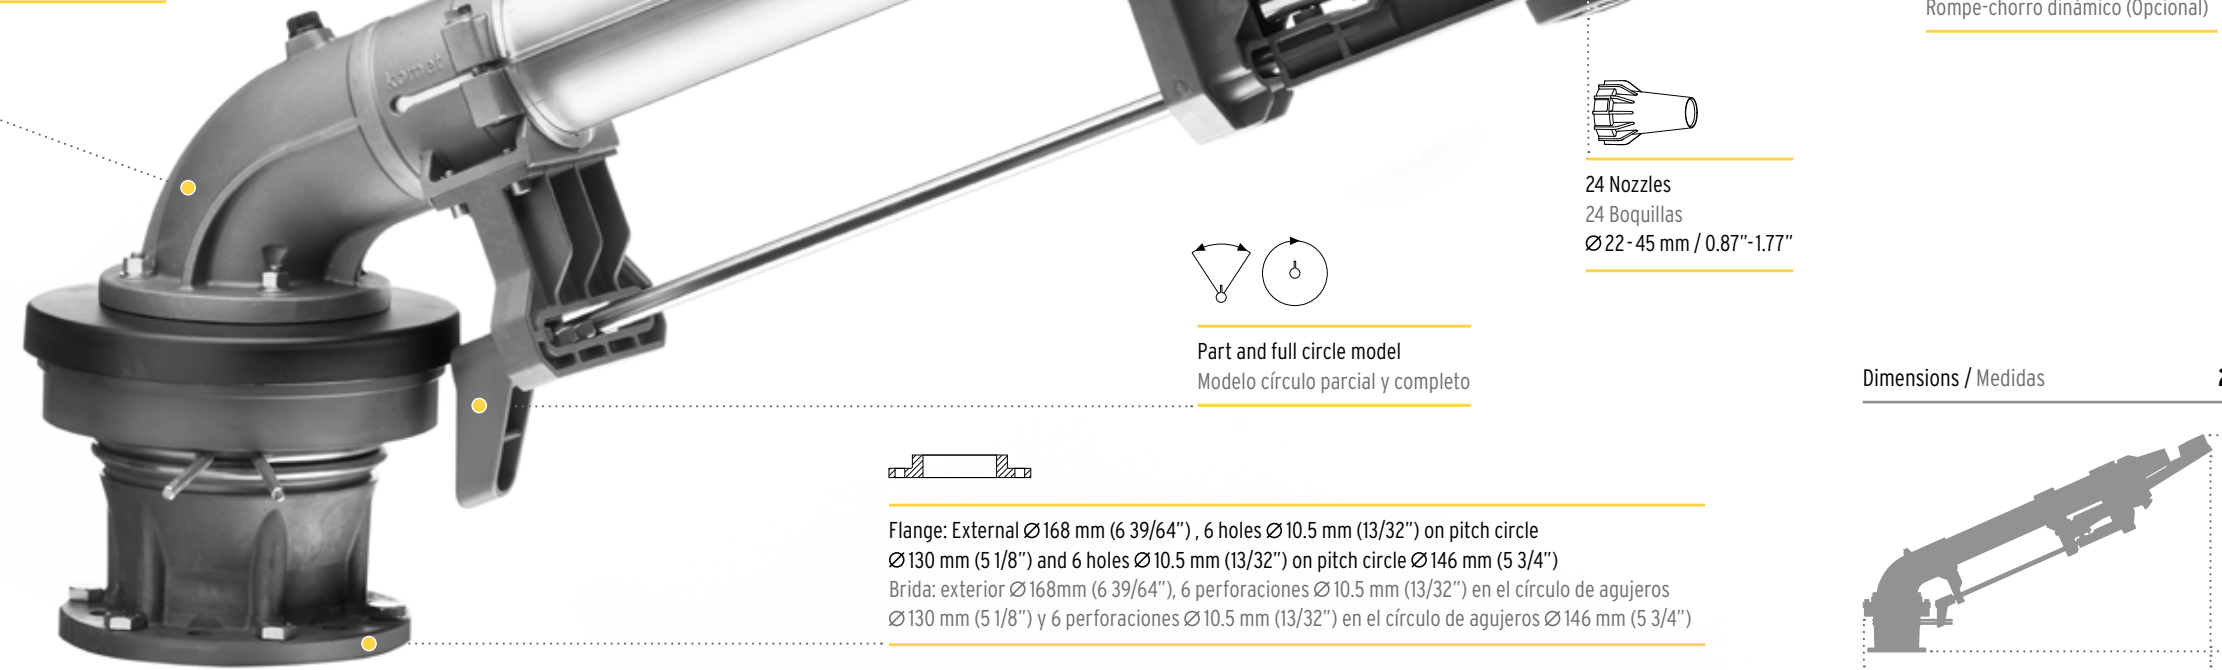 Rompe-chorro dinámico (Opcional)
komet
24 Nozzles
24 Boquillas
Ø 22 - 45 mm / 0.87”-1.77”
Part and full circle model
Modelo círculo parcial y completo
Dimensions / Medidas
Flange: External Ø 168 mm (6 39/64”) , 6 holes Ø 10.5 mm (13/32”) on pitch circle
Ø 130 mm (5 1/8”) and 6 holes Ø 10.5 mm (13/32”) on pitch circle Ø 146 mm (5 3/4”)
Brida: exterior Ø 168mm (6 39/64”), 6 perforaciones Ø 10.5 mm (13/32”) en el círculo de agujeros
Ø 130 mm (5 1/8”) y 6 perforaciones Ø 10.5 mm (13/32”) en el círculo de agujeros Ø 146 mm (5 3/4”)